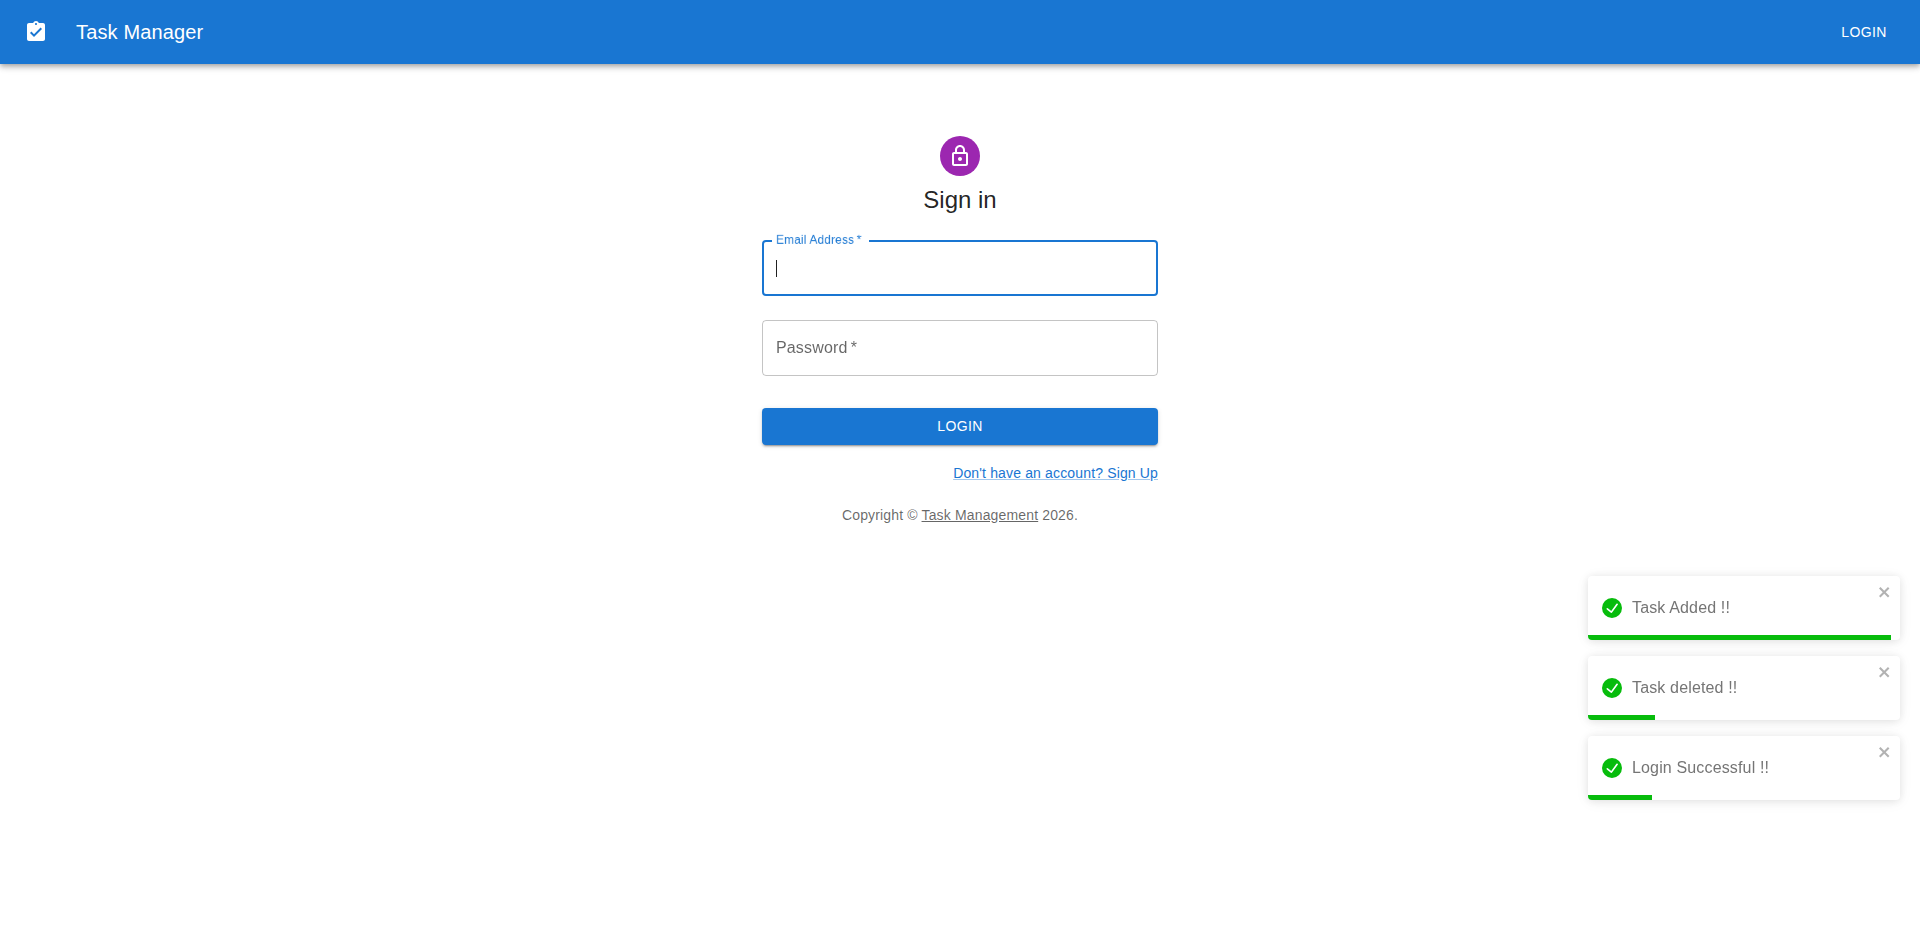 Task Manager
LOGIN
Sign in
Email Address *
Password *
LOGIN
Don't have an account? Sign Up
Copyright © Task Management 2026.
Task Added !!
Task deleted !!
Login Successful !!